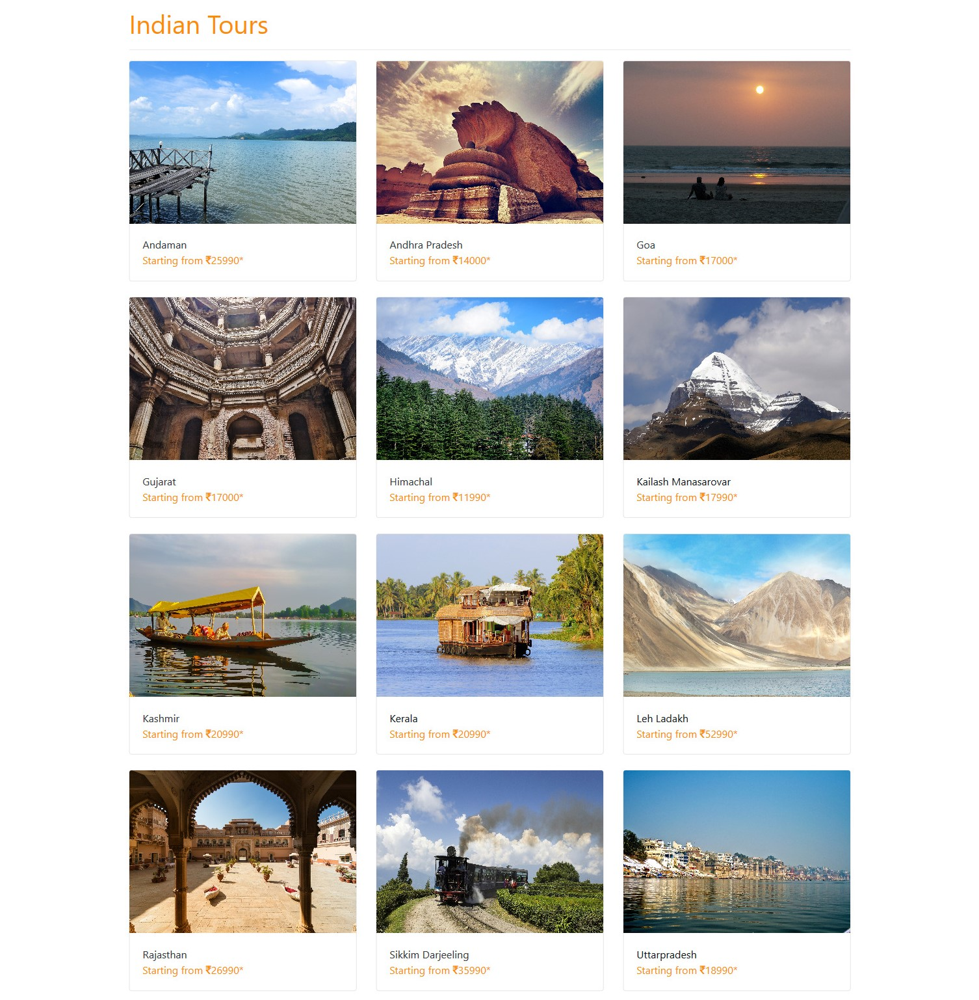 Indian Tours
Andaman
Starting from ₹25990*
Andhra Pradesh
Starting from ₹14000*
Goa
Starting from ₹17000*
Gujarat
Starting from ₹17000*
Himachal
Starting from ₹11990*
Kailash Manasarovar
Starting from ₹17990*
Kashmir
Starting from ₹20990*
Kerala
Starting from ₹20990*
Leh Ladakh
Starting from ₹52990*
Rajasthan
Starting from ₹26990*
Sikkim Darjeeling
Starting from ₹35990*
Uttarpradesh
Starting from ₹18990*